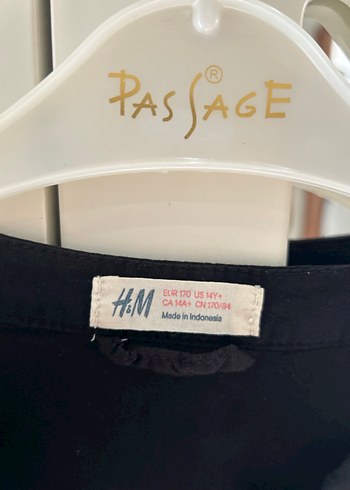 PASSAGE ®
H&M
EUR 170 US 14Y+
CA 14A+ CN 170/84
Made in Indonesia